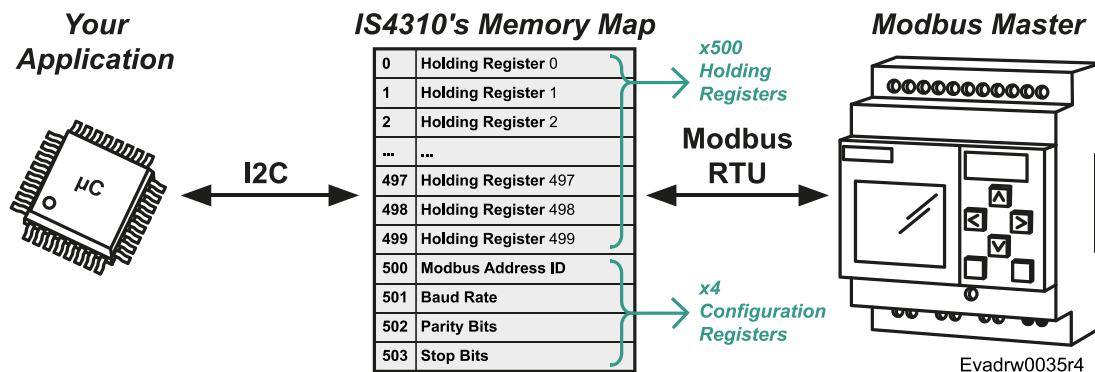 Your
Application
µC
I2C
IS4310's Memory Map
0 Holding Register 0
1 Holding Register 1
2 Holding Register 2
... ...
497 Holding Register 497
498 Holding Register 498
499 Holding Register 499
500 Modbus Address ID
501 Baud Rate
502 Parity Bits
503 Stop Bits
x500
Holding
Registers
x4
Configuration
Registers
Modbus
RTU
Modbus Master
Evadrw0035r4